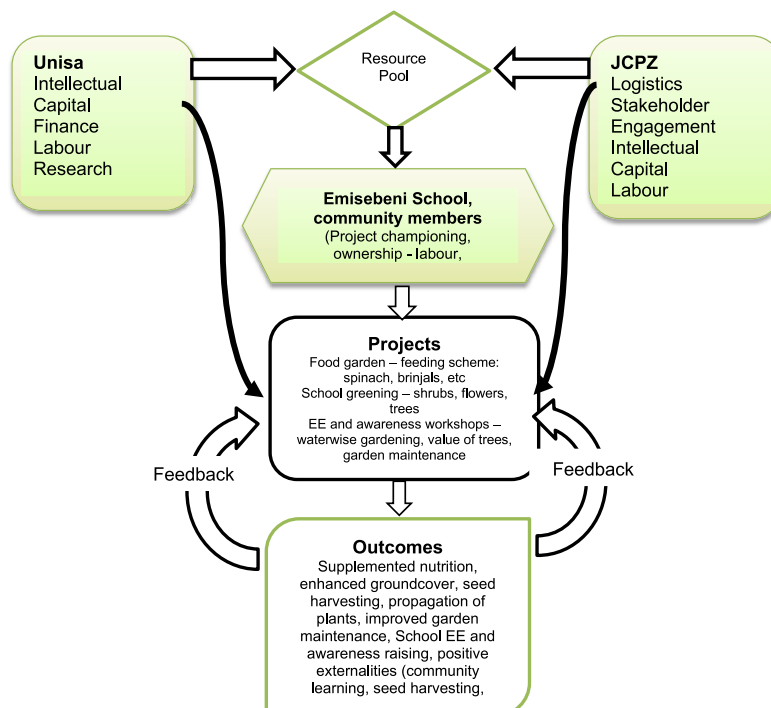 Unisa
Intellectual
Capital
Finance
Labour
Research
Resource
Pool
JCPZ
Logistics
Stakeholder
Engagement
Intellectual
Capital
Labour
Emisebeni School,
community members
(Project championing,
ownership - labour,
Projects
Food garden – feeding scheme:
spinach, brinjals, etc
School greening – shrubs, flowers,
trees
EE and awareness workshops –
waterwise gardening, value of trees,
garden maintenance
Feedback
Feedback
Outcomes
Supplemented nutrition,
enhanced groundcover, seed
harvesting, propagation of
plants, improved garden
maintenance, School EE and
awareness raising, positive
externalities (community
learning, seed harvesting,